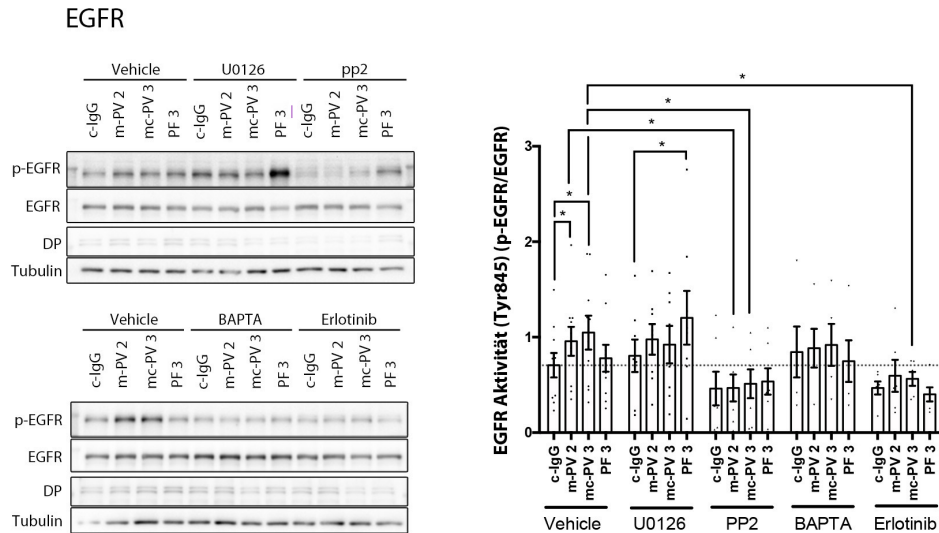 EGFR
Vehicle U0126 pp2
c-IgG m-PV 2 mc-PV 3 PF 3 c-IgG m-PV 2 mc-PV 3 PF 3 c-IgG m-PV 2 mc-PV 3 PF 3
p-EGFR
EGFR
DP
Tubulin
Vehicle BAPTA Erlotinib
c-IgG m-PV 2 mc-PV 3 PF 3 c-IgG m-PV 2 mc-PV 3 PF 3 c-IgG m-PV 2 mc-PV 3 PF 3
p-EGFR
EGFR
DP
Tubulin
EGFR Aktivität (Tyr845) (p-EGFR/EGFR)
3
2
1
0
*
*
*
*
*
*
c-IgG m-PV 2 mc-PV 3 PF 3 c-IgG m-PV 2 mc-PV 3 PF 3 c-IgG m-PV 2 mc-PV 3 PF 3 c-IgG m-PV 2 mc-PV 3 PF 3 c-IgG m-PV 2 mc-PV 3 PF 3
Vehicle U0126 PP2 BAPTA Erlotinib